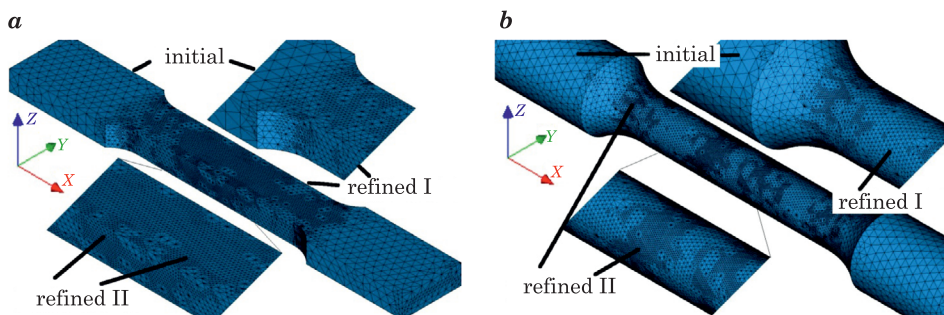 a
initial
Z
Y
X
refined I
refined II
b
initial
Z
Y
X
refined I
refined II